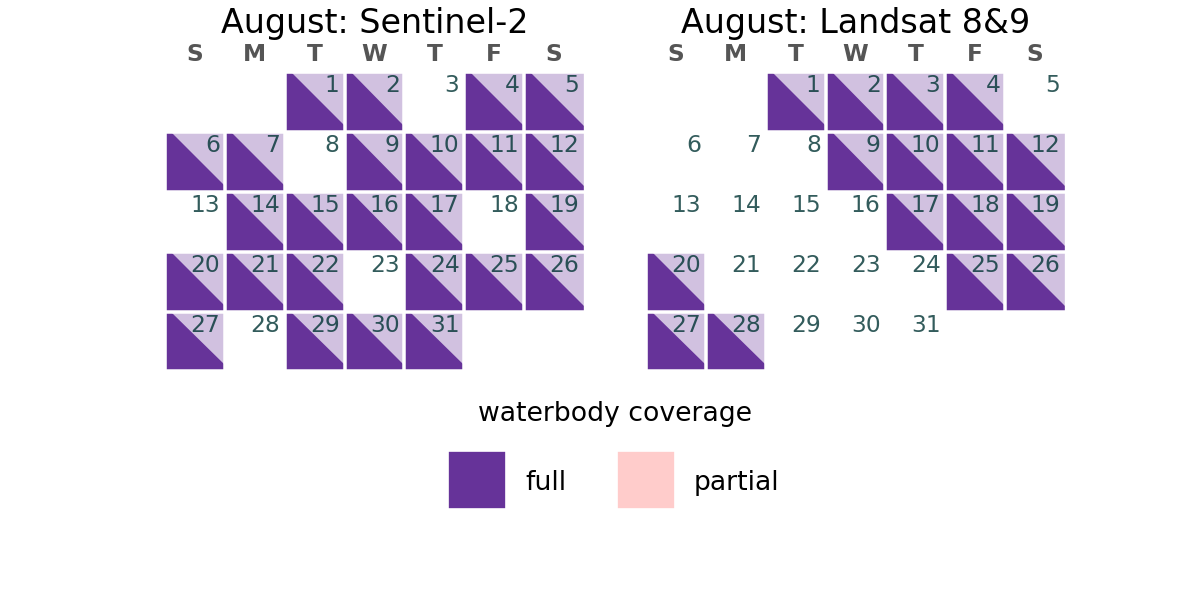 August: Sentinel-2
S M T W T F S
1 2 3 4 5
6 7 8 9 10 11 12
13 14 15 16 17 18 19
20 21 22 23 24 25 26
27 28 29 30 31
August: Landsat 8&9
S M T W T F S
1 2 3 4 5
6 7 8 9 10 11 12
13 14 15 16 17 18 19
20 21 22 23 24 25 26
27 28 29 30 31
waterbody coverage
full partial